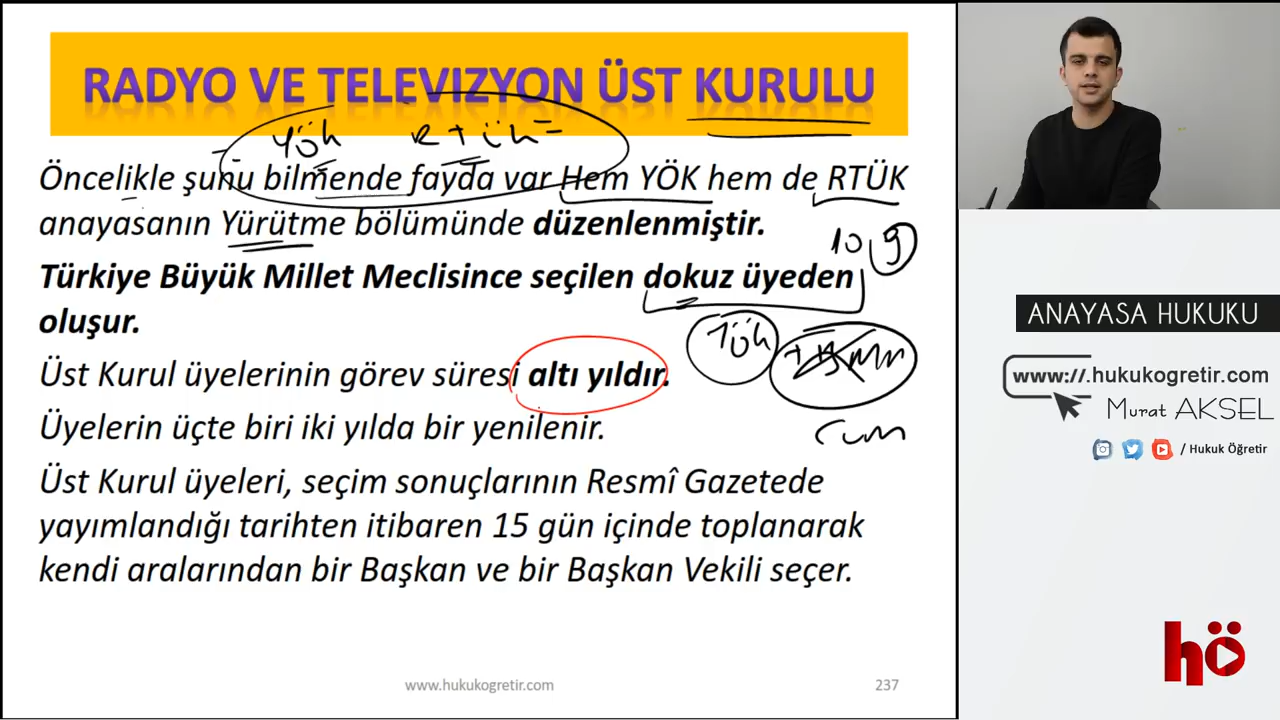 RADYO VE TELEVIZYON ÜST KURULU
YÖK RTÜK=
Öncelikle şunu bilmende fayda var Hem YÖK hem de RTÜK
anayasanın Yürütme bölümünde düzenlenmiştir.
10 9
Türkiye Büyük Millet Meclisince seçilen dokuz üyeden
oluşur.
YÖK
Üst Kurul üyelerinin görev süresi altı yıldır.
Cum
Üyelerin üçte biri iki yılda bir yenilenir.
Üst Kurul üyeleri, seçim sonuçlarının Resmî Gazetede
yayımlandığı tarihten itibaren 15 gün içinde toplanarak
kendi aralarından bir Başkan ve bir Başkan Vekili seçer.
www.hukukogretir.com
237
ANAYASA HUKUKU
www://.hukukogretir.com
Murat AKSEL
/ Hukuk Öğretir
hö